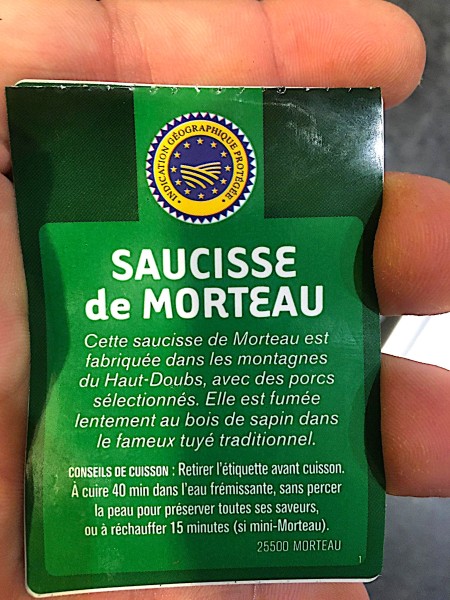 • INDICATION GÉOGRAPHIQUE PROTÉGÉE •
SAUCISSE
de MORTEAU
Cette saucisse de Morteau est
fabriquée dans les montagnes
du Haut-Doubs, avec des porcs
sélectionnés. Elle est fumée
lentement au bois de sapin dans
le fameux tuyé traditionnel.
CONSEILS DE CUISSON : Retirer l'étiquette avant cuisson.
À cuire 40 min dans l'eau frémissante, sans percer
la peau pour préserver toutes ses saveurs,
ou à réchauffer 15 minutes (si mini-Morteau).
25500 MORTEAU
1